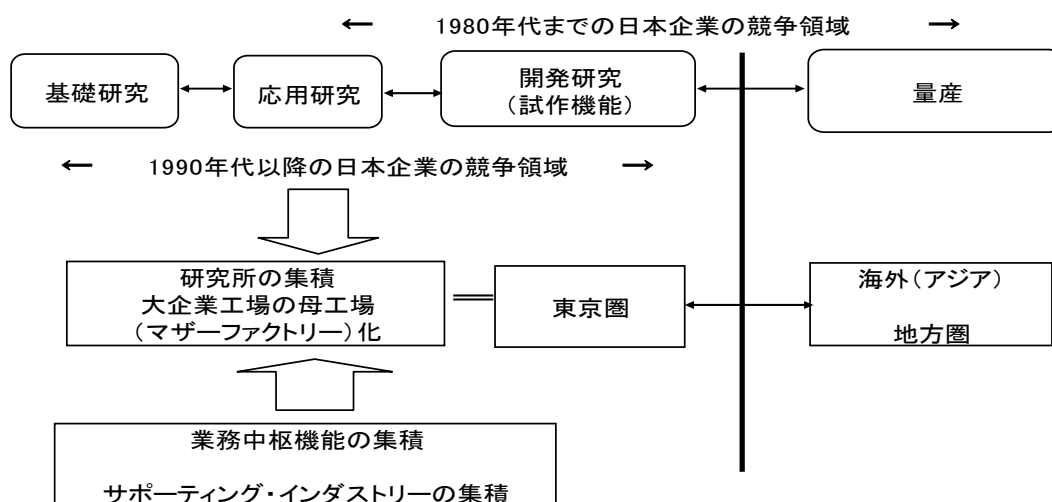 ← 1980年代までの日本企業の競争領域 →
基礎研究
応用研究
開発研究
(試作機能)
量産
← 1990年代以降の日本企業の競争領域 →
研究所の集積
大企業工場の母工場
(マザーファクトリー)化
東京圏
海外(アジア)
地方圏
業務中枢機能の集積
サポーティング・インダストリーの集積